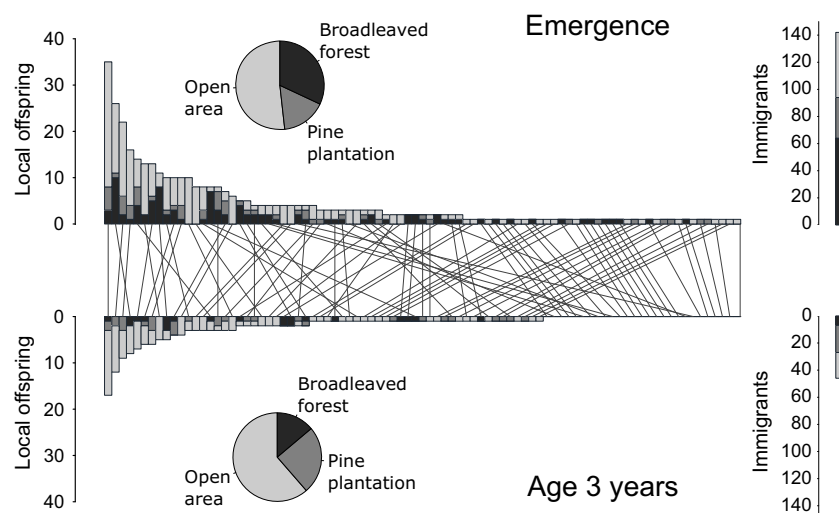 Emergence
Broadleaved
forest
Open
area
Pine
plantation
Local offspring
40
30
20
10
0
Immigrants
140
120
100
80
60
40
20
0
Local offspring
0
10
20
30
40
Broadleaved
forest
Open
area
Pine
plantation
Age 3 years
Immigrants
0
20
40
60
80
100
120
140